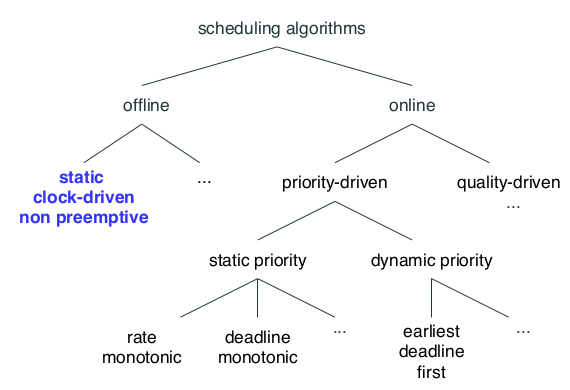 scheduling algorithms
offline
online
static
clock-driven
non preemptive
...
priority-driven
quality-driven
...
static priority
dynamic priority
rate
monotonic
deadline
monotonic
...
earliest
deadline
first
...